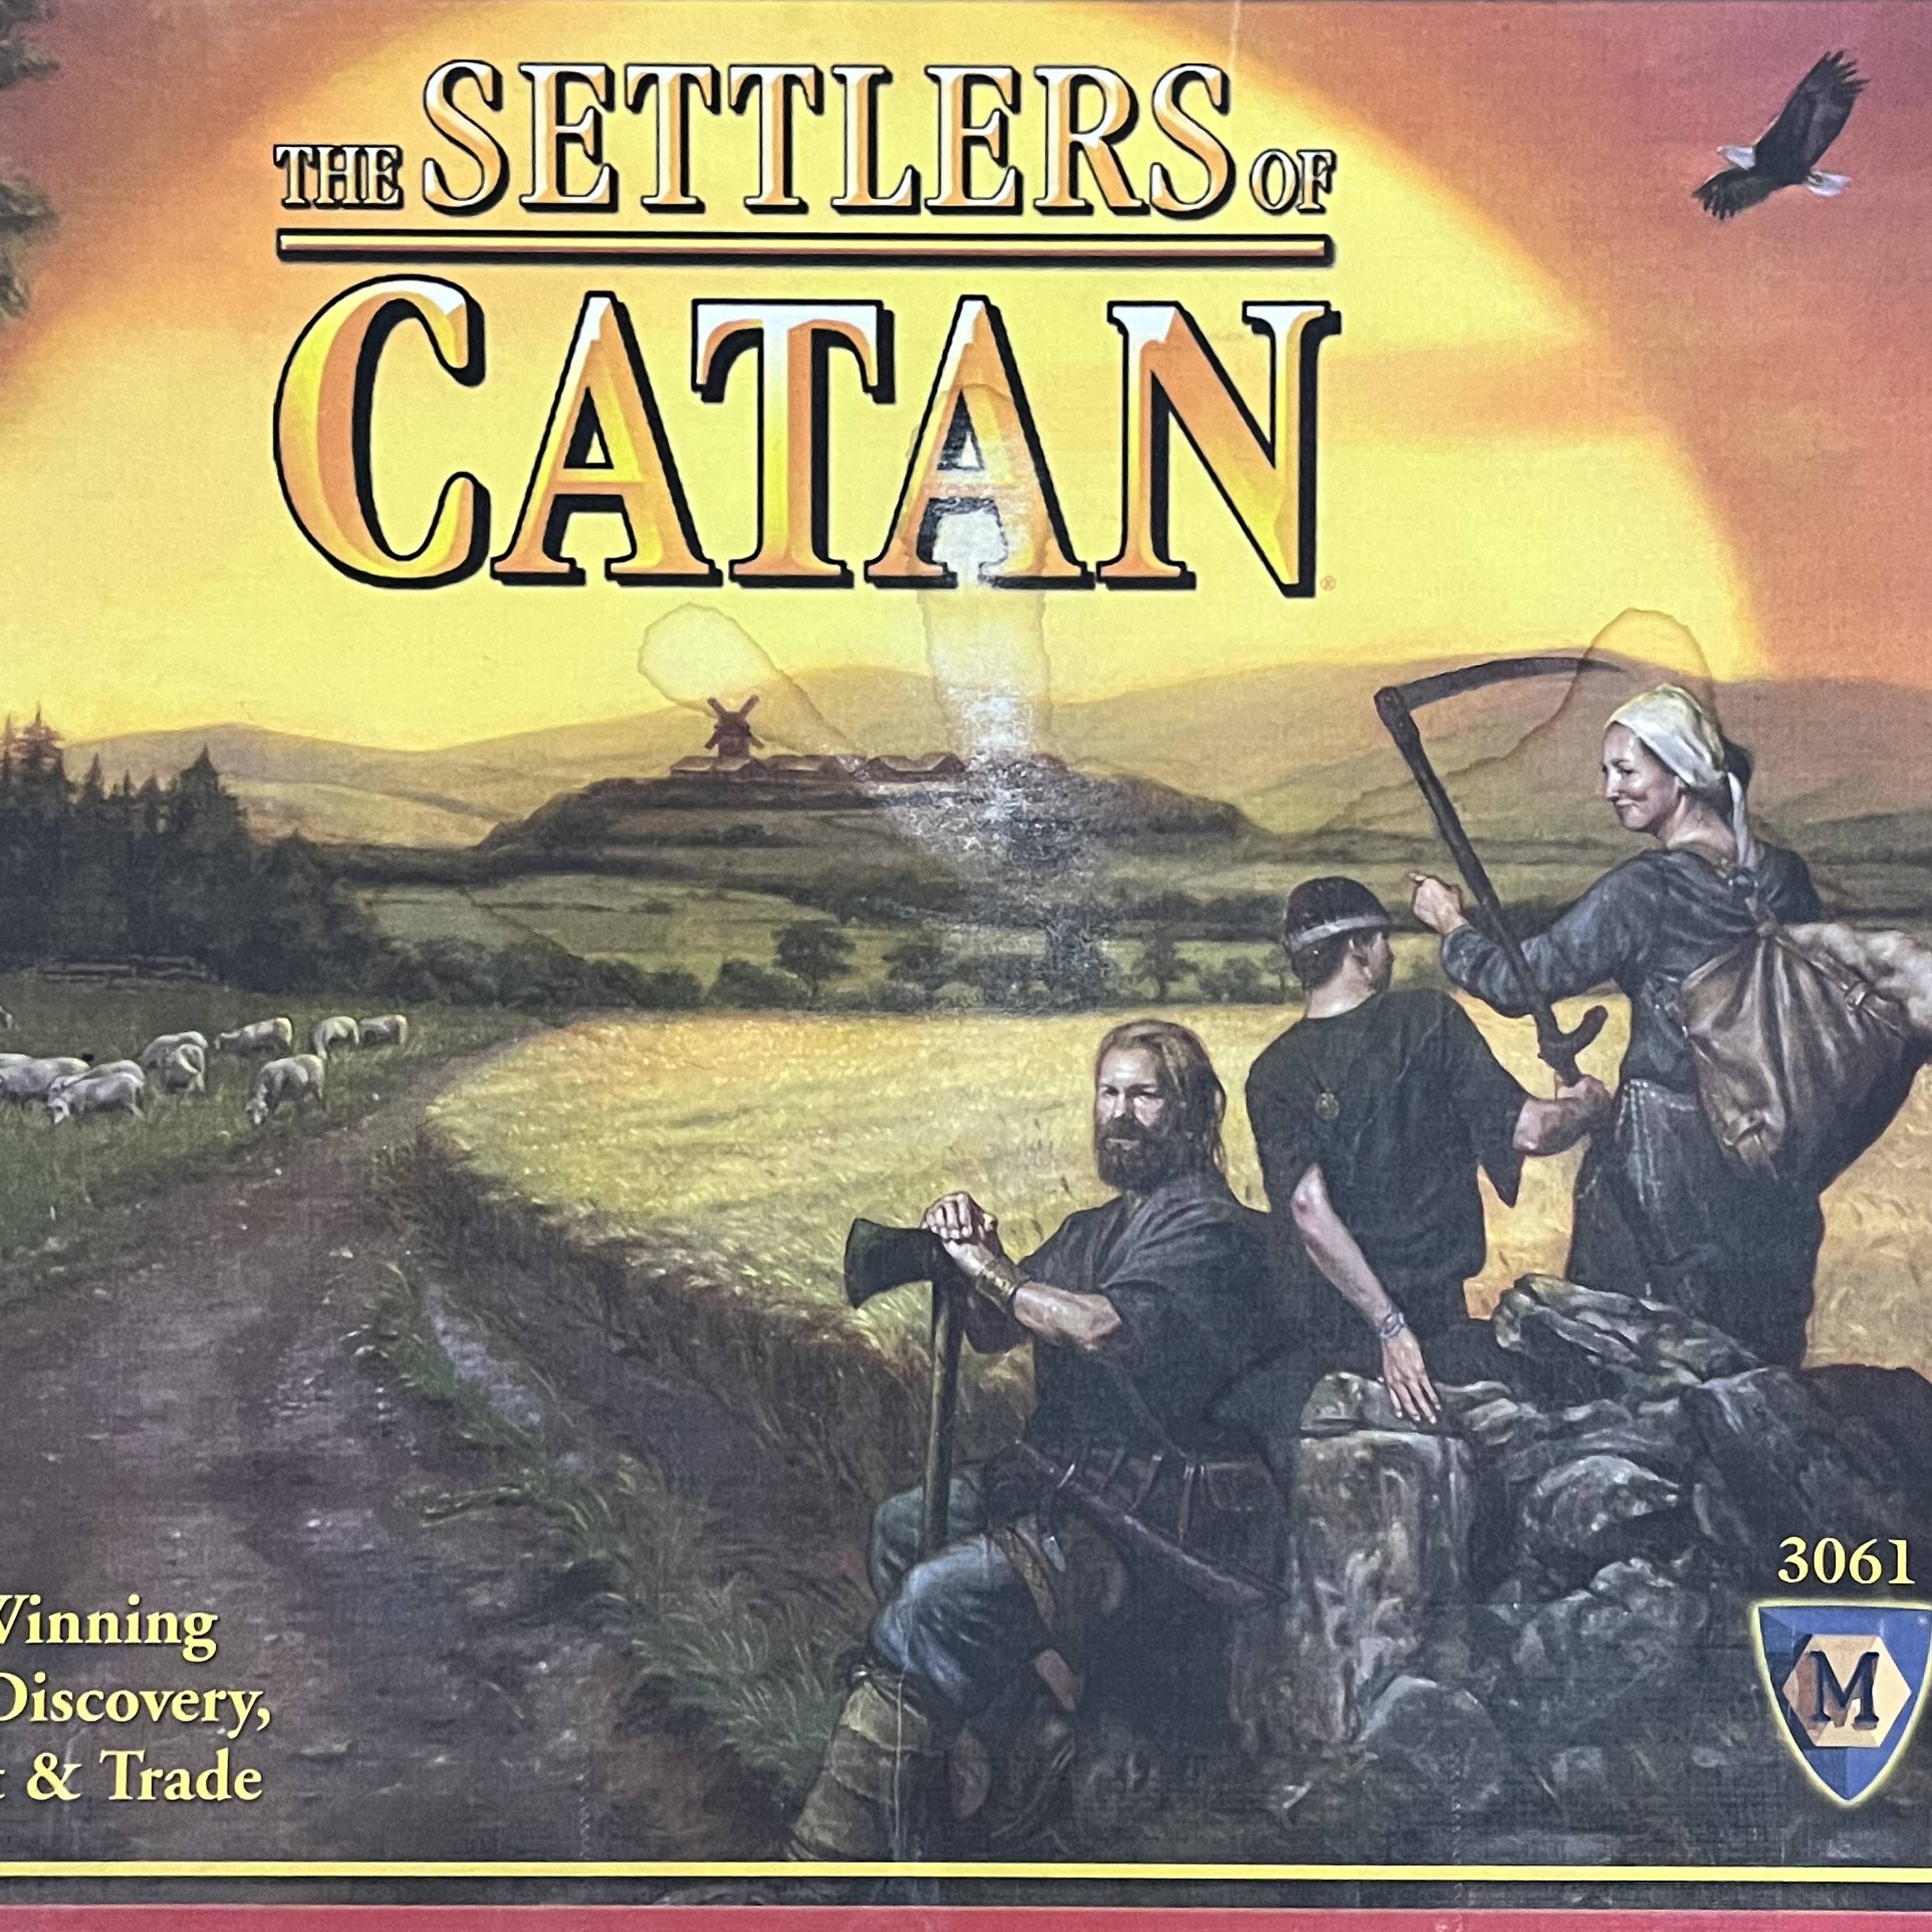 THE SETTLERS OF
CATAN®
3061
Winning
Discovery,
& Trade
M